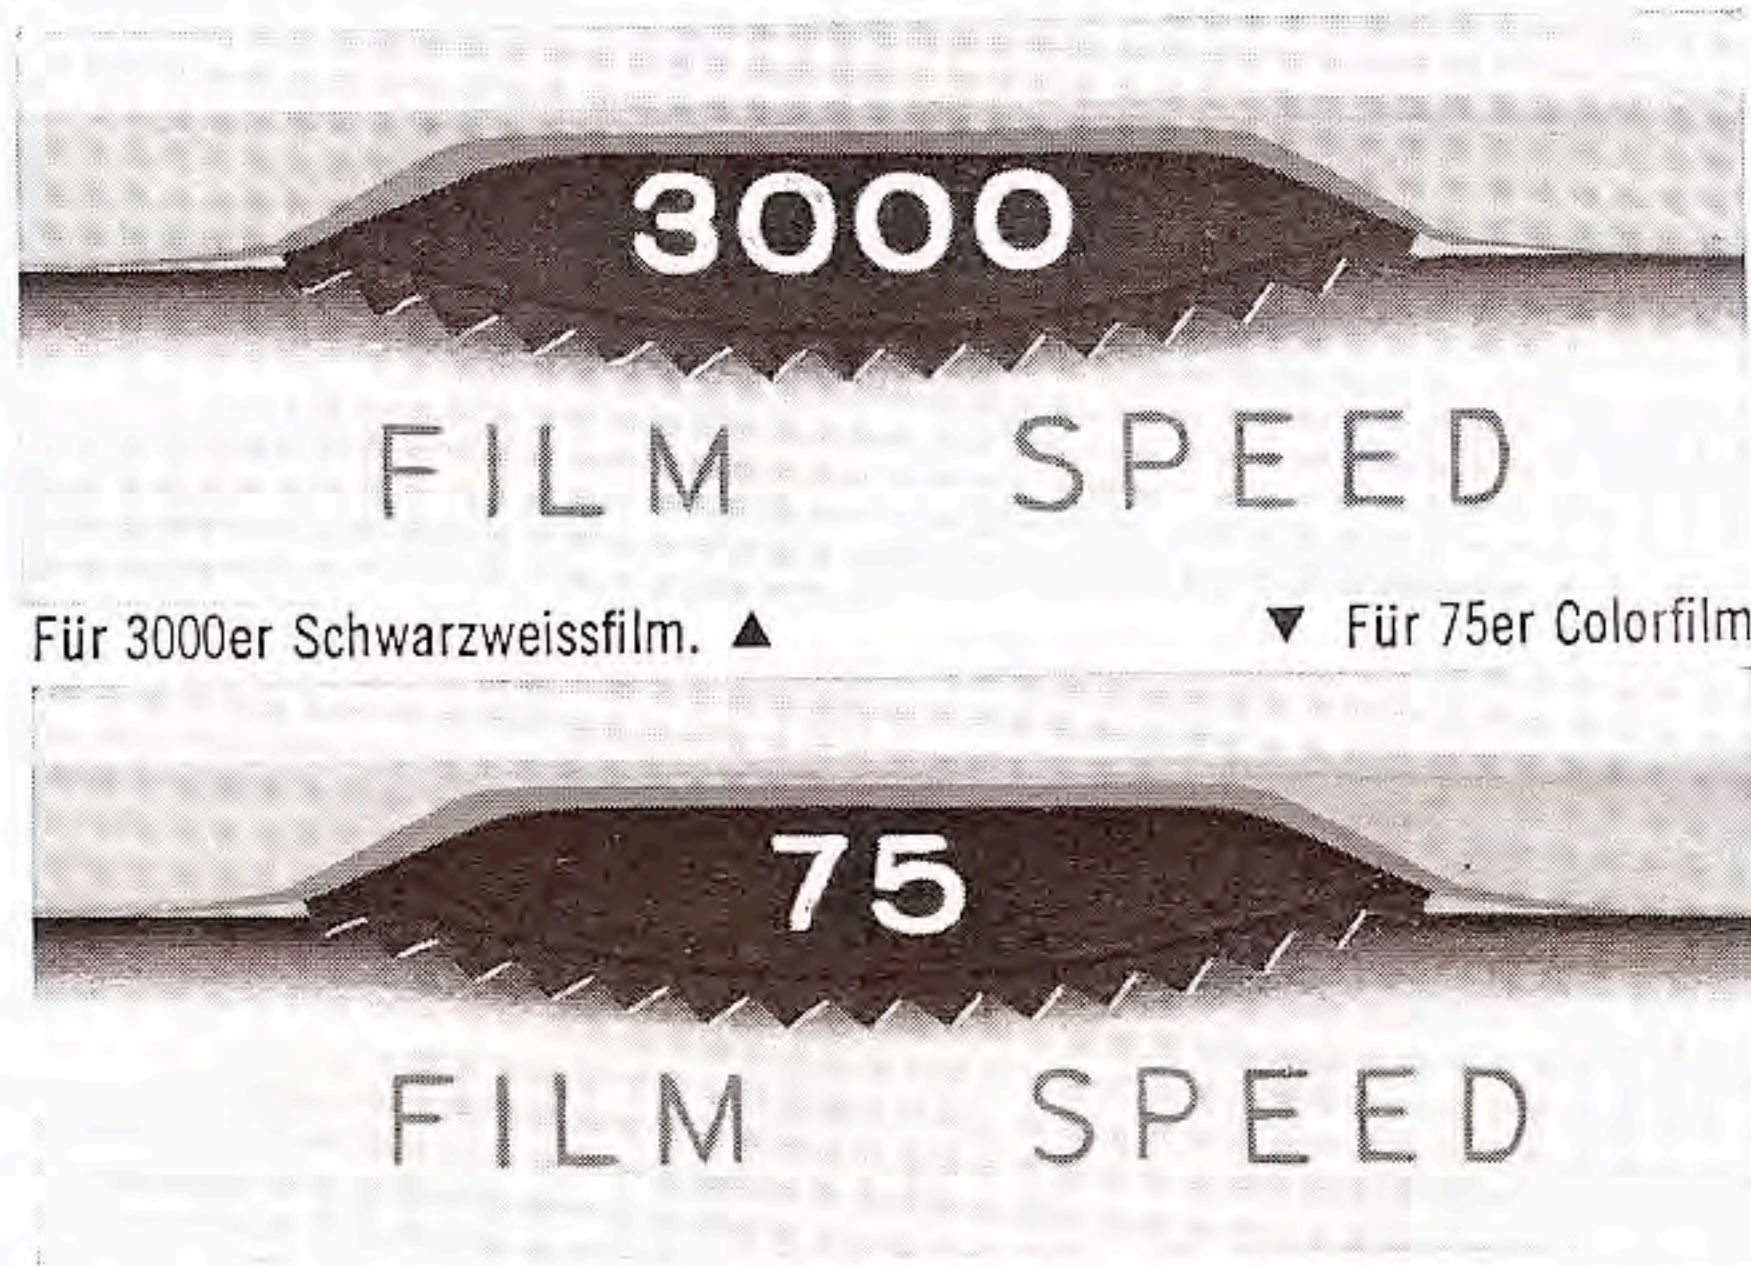 3000
FILM SPEED
Für 3000er Schwarzweissfilm. ▲ ▼ Für 75er Colorfilm
75
FILM SPEED